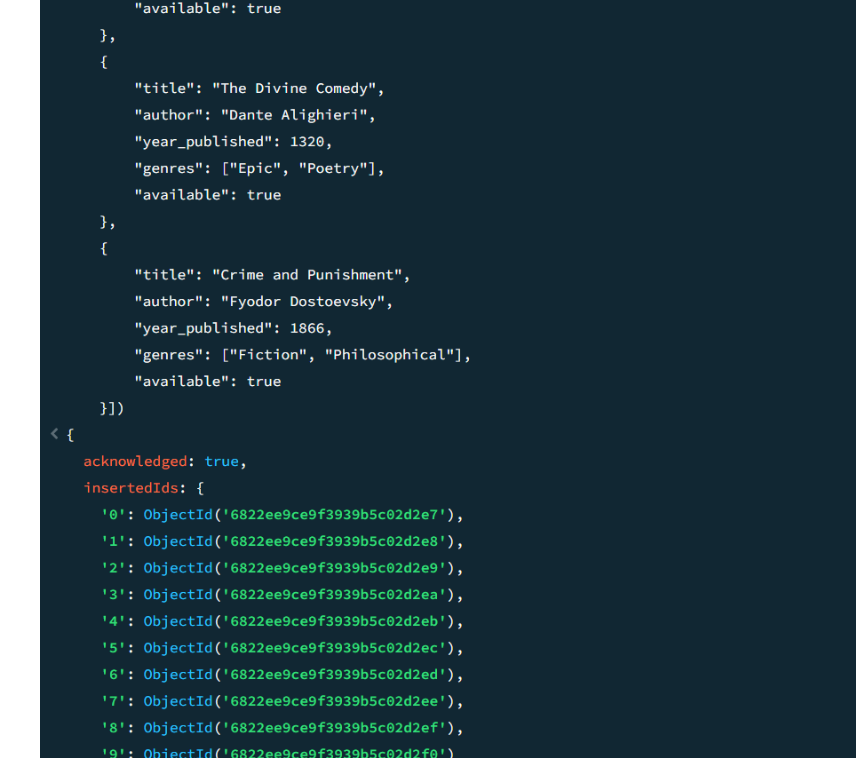 "available": true
},
{
"title": "The Divine Comedy",
"author": "Dante Alighieri",
"year_published": 1320,
"genres": ["Epic", "Poetry"],
"available": true
},
{
"title": "Crime and Punishment",
"author": "Fyodor Dostoevsky",
"year_published": 1866,
"genres": ["Fiction", "Philosophical"],
"available": true
}])
< {
acknowledged: true,
insertedIds: {
'0': ObjectId('6822ee9ce9f3939b5c02d2e7'),
'1': ObjectId('6822ee9ce9f3939b5c02d2e8'),
'2': ObjectId('6822ee9ce9f3939b5c02d2e9'),
'3': ObjectId('6822ee9ce9f3939b5c02d2ea'),
'4': ObjectId('6822ee9ce9f3939b5c02d2eb'),
'5': ObjectId('6822ee9ce9f3939b5c02d2ec'),
'6': ObjectId('6822ee9ce9f3939b5c02d2ed'),
'7': ObjectId('6822ee9ce9f3939b5c02d2ee'),
'8': ObjectId('6822ee9ce9f3939b5c02d2ef'),
'9': ObjectId('6822ee9ce9f3939b5c02d2f0')